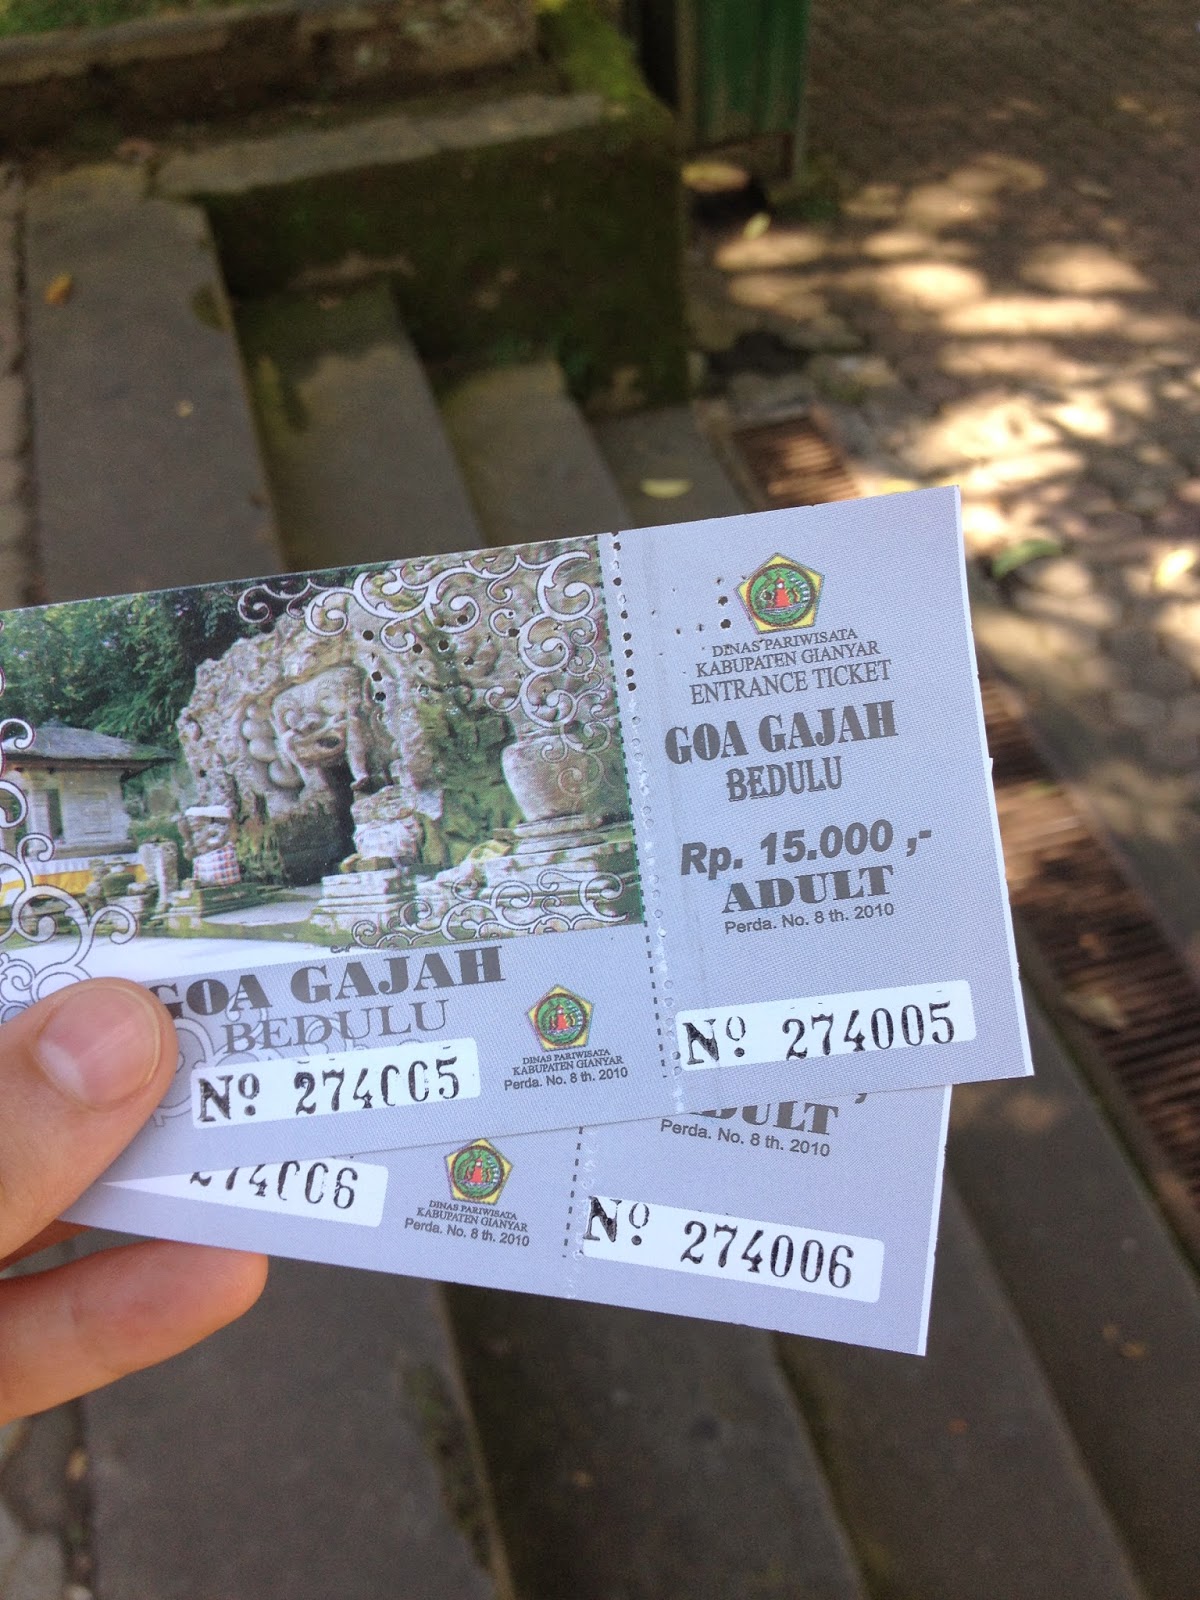 DINAS PARIWISATA
KABUPATEN GIANYAR
ENTRANCE TICKET
GOA GAJAH
BEDULU
Rp. 15.000 ,-
ADULT
Perda. No. 8 th. 2010
Nº 274005
GOA GAJAH
BEDULU
Nº 274005
DINAS PARIWISATA
KABUPATEN GIANYAR
Perda. No. 8 th. 2010
274006
DINAS PARIWISATA
KABUPATEN GIANYAR
Perda. No. 8 th. 2010
ADULT
Perda. No. 8 th. 2010
Nº 274006